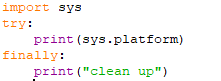 import sys
try:
    print(sys.platform)
finally:
    print("clean up")